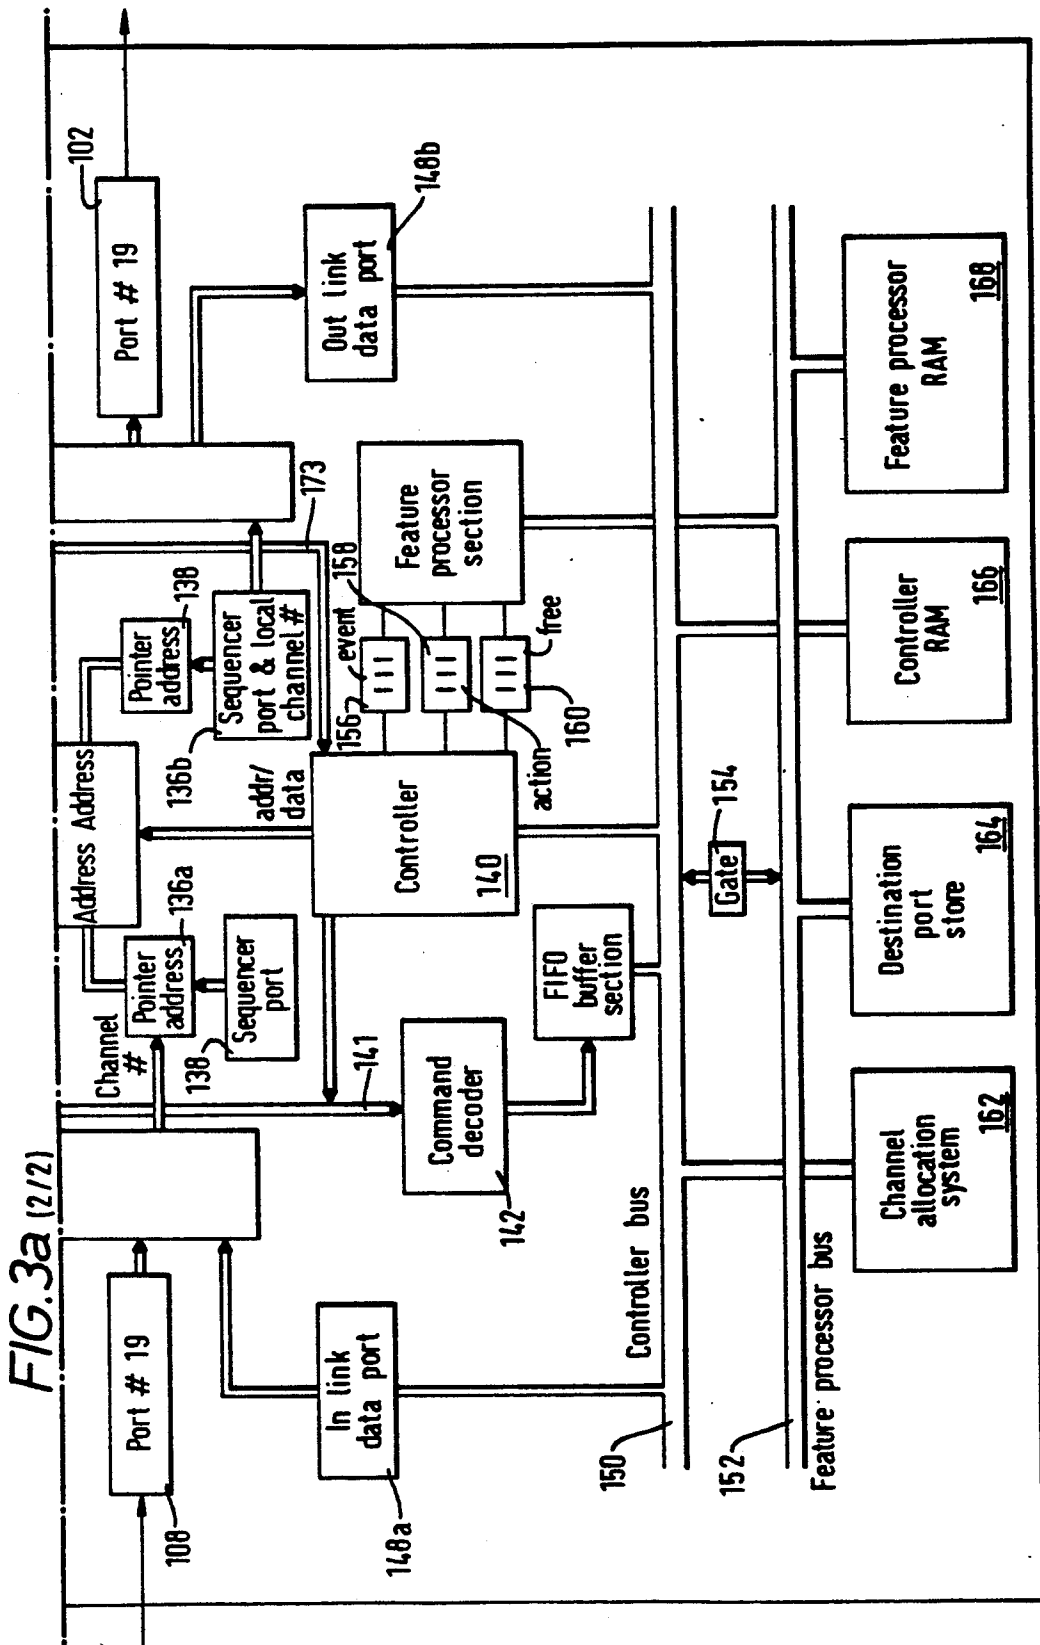 FIG.3a (2/2)
108
Port # 19
Channel
#
Pointer
address
136a
138
Sequencer
port
Address Address
Pointer
address
138
136b
Sequencer
port & local
channel #
173
Port # 19
102
148a
In link
data port
141
142
Command
decoder
FIFO
buffer
section
addr/
data
Controller
140
156
event
158
action
160
free
Feature
processor
section
Out link
data port
148b
150
Controller bus
152
Feature processor bus
Gate
154
Channel
allocation
system
162
Destination
port
store
164
Controller
RAM
166
Feature processor
RAM
168